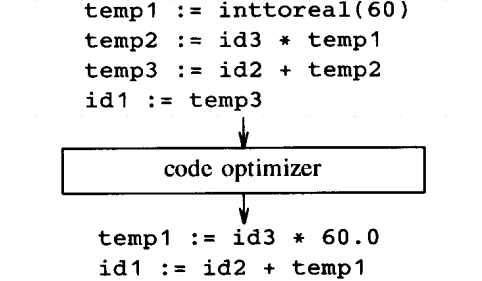 temp1 := inttoreal(60)
temp2 := id3 * temp1
temp3 := id2 + temp2
id1 := temp3
code optimizer
temp1 := id3 * 60.0
id1 := id2 + temp1